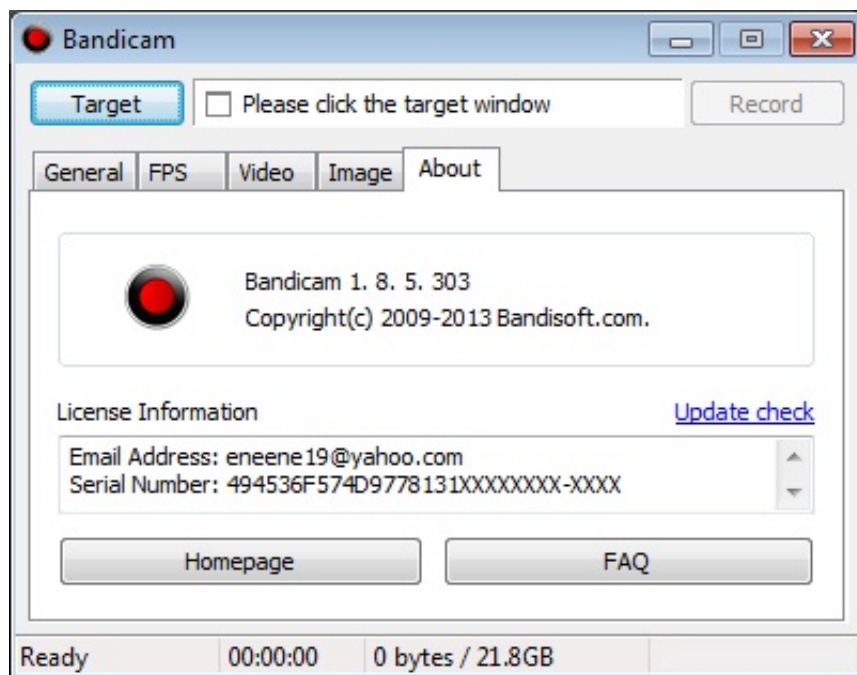 Bandicam
Target Please click the target window Record
General FPS Video Image About
Bandicam 1. 8. 5. 303
Copyright(c) 2009-2013 Bandisoft.com.
License Information Update check
Email Address: eneene19@yahoo.com
Serial Number: 494536F574D9778131XXXXXXXX-XXXX
Homepage FAQ
Ready 00:00:00 0 bytes / 21.8GB